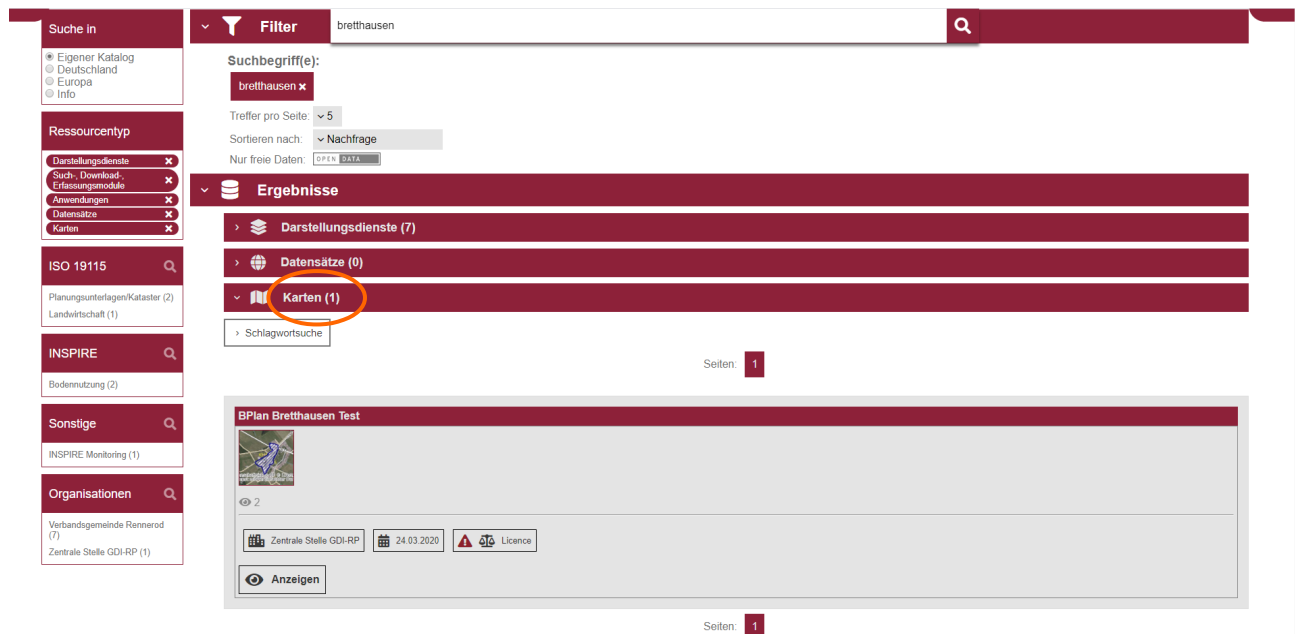 Suche in
Eigener Katalog
Deutschland
Europa
Info
Ressourcentyp
Darstellungsdienste
Such-, Download-,
Erfassungsmodule
Anwendungen
Datensätze
Karten
ISO 19115
Planungsunterlagen/Kataster (2)
Landwirtschaft (1)
INSPIRE
Bodennutzung (2)
Sonstige
INSPIRE Monitoring (1)
Organisationen
Verbandsgemeinde Rennerod
(7)
Zentrale Stelle GDI-RP (1)
Filter
bretthausen
Suchbegriff(e):
bretthausen
Treffer pro Seite: 5
Sortieren nach: Nachfrage
Nur freie Daten: OPEN DATA
Ergebnisse
Darstellungsdienste (7)
Datensätze (0)
Karten (1)
Schlagwortsuche
Seiten: 1
BPlan Bretthausen Test
2
Zentrale Stelle GDI-RP 24.03.2020 Licence
Anzeigen
Seiten: 1